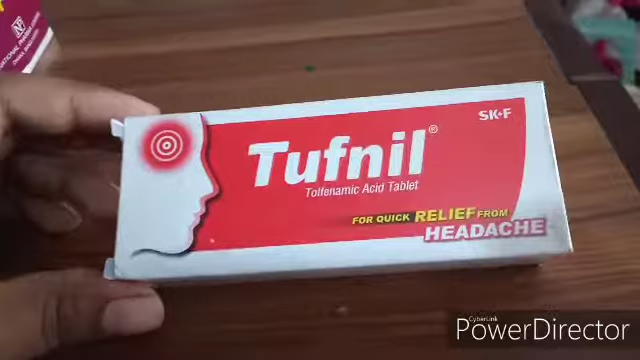 SK+F
Tufnil®
Tolfenamic Acid Tablet
FOR QUICK RELIEF FROM
HEADACHE
CyberLink
PowerDirector